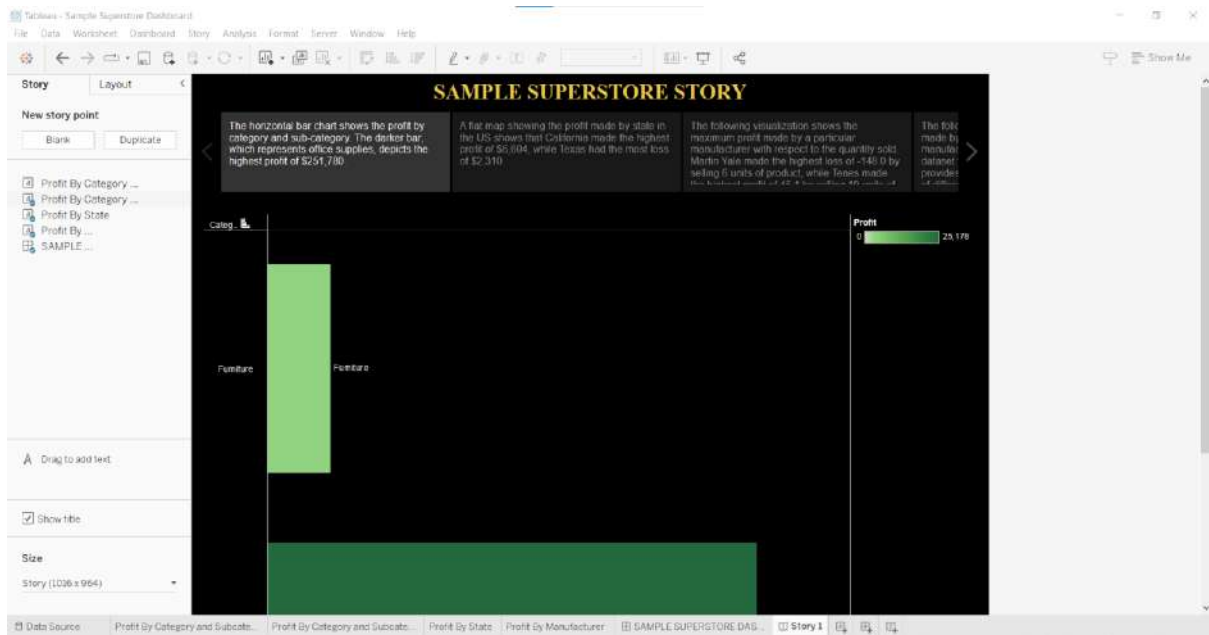 Tableau - Sample Superstore Dashboard
File Data Worksheet Dashboard Story Analysis Format Server Window Help
Show Me
Story Layout
New story point
Blank Duplicate
Profit By Category ...
Profit By Category ...
Profit By State
Profit By ...
SAMPLE ...
A Drag to add text
Show title
Size
Story (1036 x 964)
SAMPLE SUPERSTORE STORY
The horizontal bar chart shows the profit by
category and sub-category. The darker bar,
which represents office supplies, depicts the
highest profit of $251,780
A flat map showing the profit made by state in
the US shows that California made the highest
profit of $6,604, while Texas had the most loss
of $2,310
The following visualization shows the
maximum profit made by a particular
manufacturer with respect to the quantity sold.
Martin Yale made the highest loss of -148.0 by
selling 6 units of product, while Tenex made
The follo
made by
manufac
dataset
provides
Categ..
Furniture Furniture
Profit
0 25,178
Data Source Profit By Category and Subcate... Profit By Category and Subcate... Profit By State Profit By Manufacturer SAMPLE SUPERSTORE DAS... Story 1